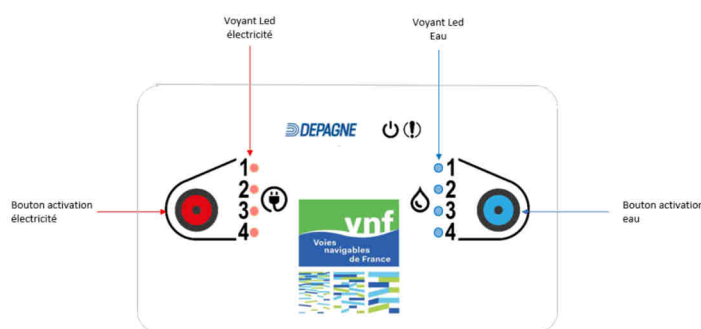 Voyant Led
électricité
Voyant Led
Eau
DEPAGNE
1
2
3
4
1
2
3
4
Bouton activation
électricité
Bouton activation
eau
vnf
Voies
navigables
de France